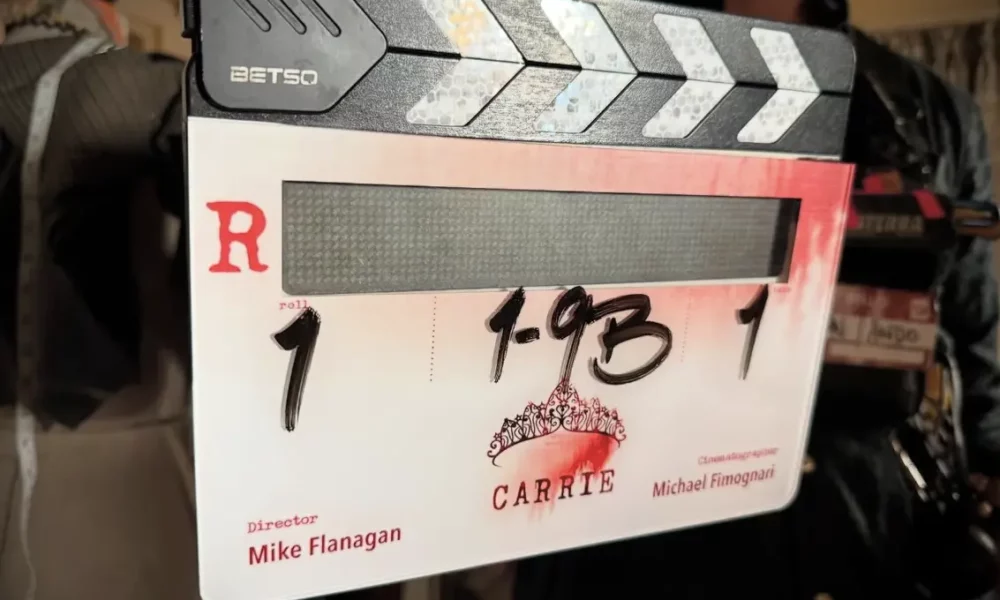 BETSO
R
roll
1
1-9B
1
CARRIE
Director
Mike Flanagan
Cinematographer
Michael Fimognari